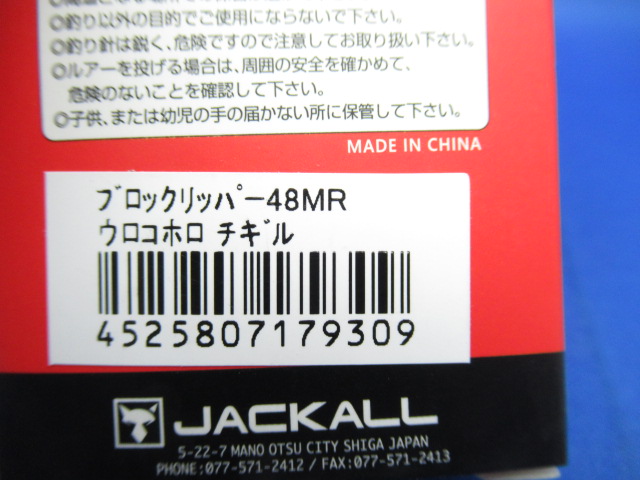 ◎釣り以外の目的でご使用にならないで下さい。
◎釣り針は鋭く、危険ですので注意してお取り扱い下さい。
◎ルアーを投げる場合は、周囲の安全を確かめて、
危険のないことを確認して下さい。
◎子供、または幼児の手の届かない所に保管して下さい。
MADE IN CHINA
ブロックリッパー48MR
ウロコホロ チギル
4525807179309
JACKALL
5-22-7 MANO OTSU CITY SHIGA JAPAN
PHONE:077-571-2412 / FAX:077-571-2413